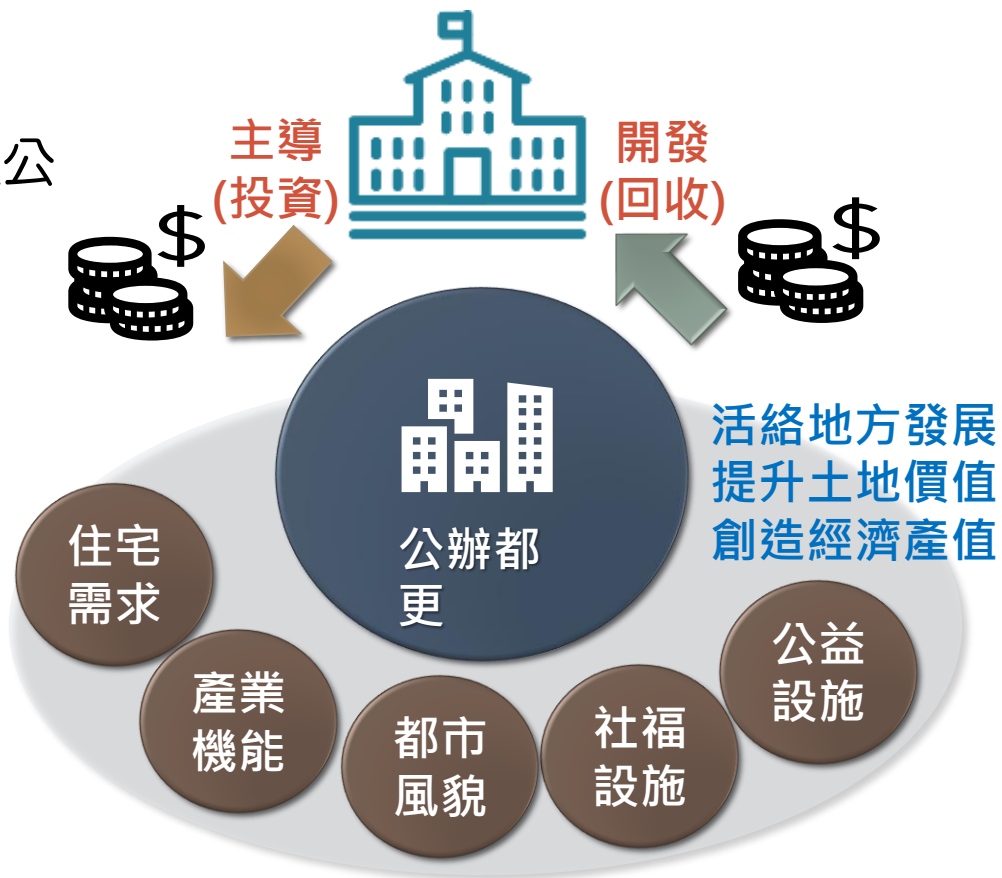 公
主導
(投資)
開發
(回收)
$
$
活絡地方發展
提升土地價值
創造經濟產值
公辦都
更
住宅
需求
產業
機能
都市
風貌
社福
設施
公益
設施